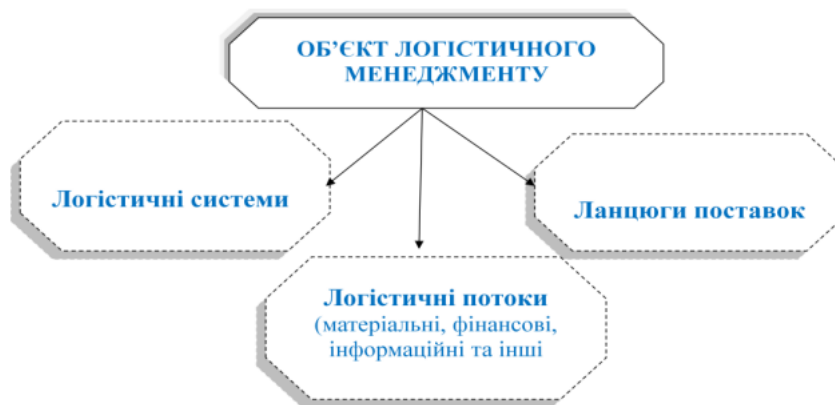 ОБ’ЄКТ ЛОГІСТИЧНОГО
МЕНЕДЖМЕНТУ
Логістичні системи
Ланцюги поставок
Логістичні потоки
(матеріальні, фінансові,
інформаційні та інші